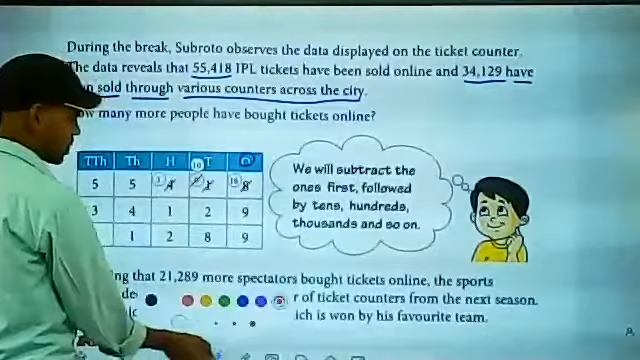 During the break, Subroto observes the data displayed on the ticket counter.
The data reveals that 55,418 IPL tickets have been sold online and 34,129 have
sold through various counters across the city.
many more people have bought tickets online?
TTh Th H 10 T O
5 5 3 4 1 18 8
3 4 1 2 9
1 2 8 9
We will subtract the
ones first, followed
by tens, hundreds,
thousands and so on.
ing that 21,289 more spectators bought tickets online, the sports
r of ticket counters from the next season.
ich is won by his favourite team.